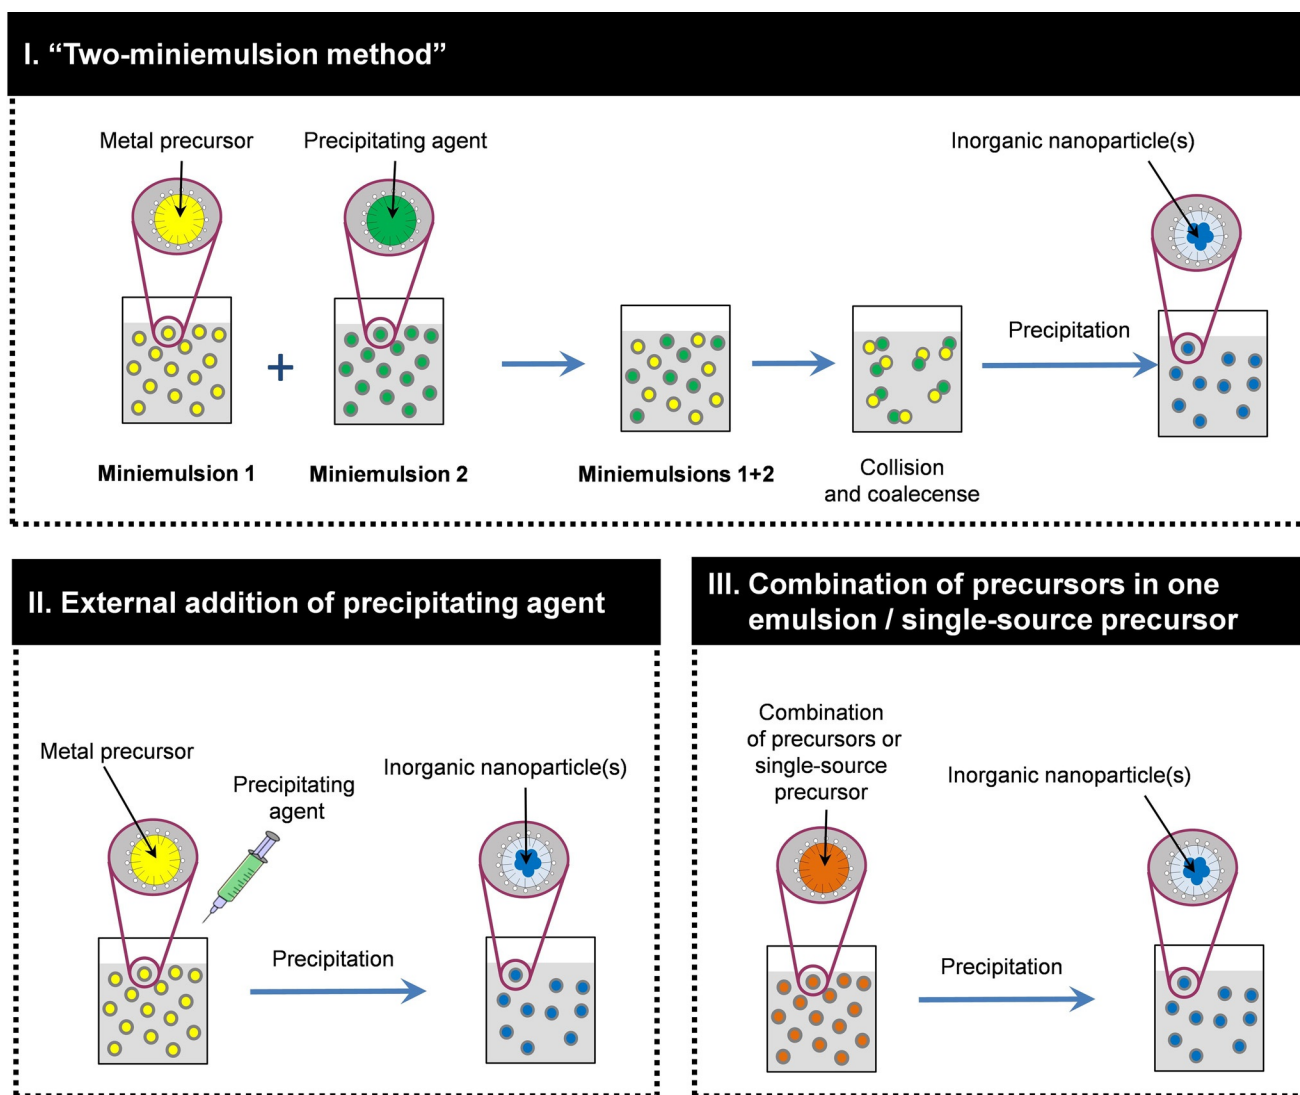 I. “Two-miniemulsion method”
Metal precursor
Precipitating agent
Inorganic nanoparticle(s)
+
Precipitation
Miniemulsion 1
Miniemulsion 2
Miniemulsions 1+2
Collision
and coalecense
II. External addition of precipitating agent
Metal precursor
Precipitating
agent
Inorganic nanoparticle(s)
Precipitation
III. Combination of precursors in one
emulsion / single-source precursor
Combination
of precursors or
single-source
precursor
Inorganic nanoparticle(s)
Precipitation